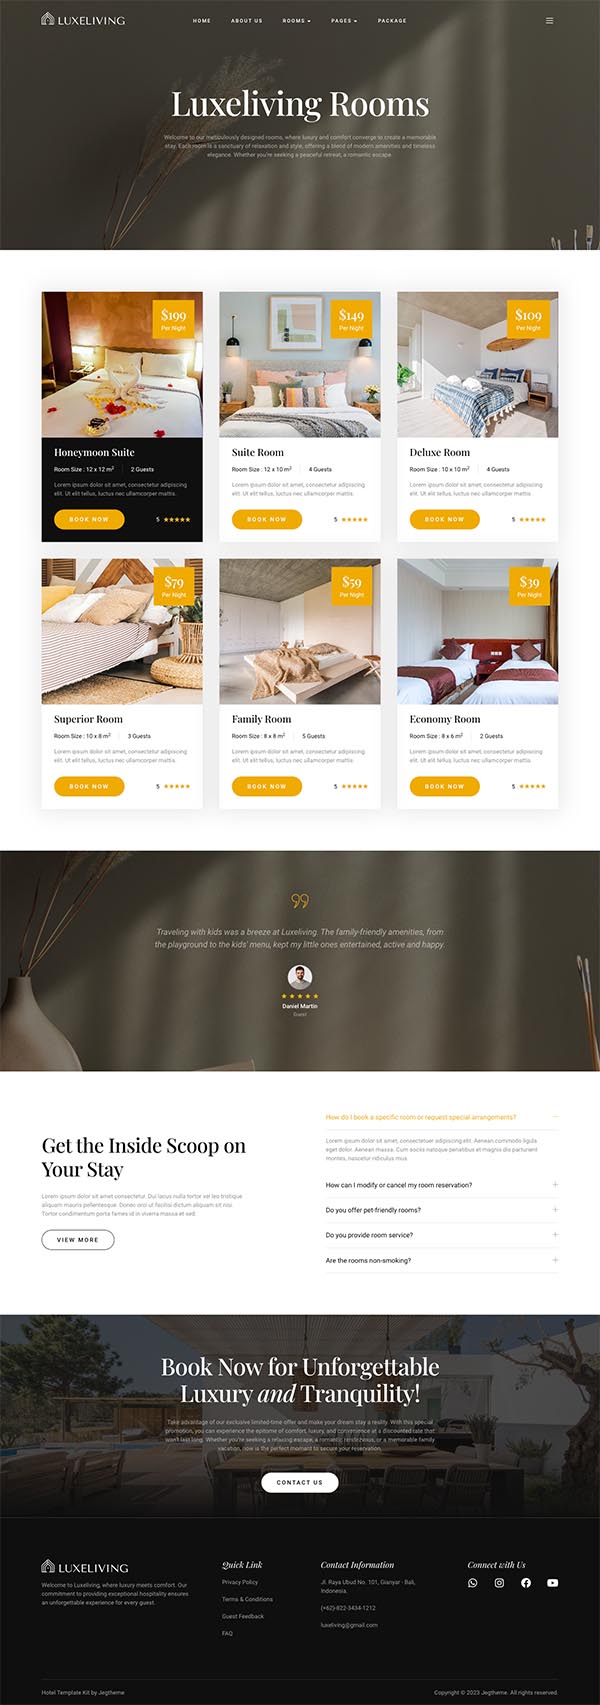 LUXELIVING
HOME ABOUT US ROOMS PAGES PACKAGE
Luxeliving Rooms
Welcome to our meticulously designed rooms, where luxury and comfort converge to create a memorable
stay. Each room is a sanctuary of relaxation and style, offering a blend of modern amenities and timeless
elegance. Whether you're seeking a peaceful retreat, a romantic escape.
$199
Per Night
Honeymoon Suite
Room Size : 12 x 12 m² 2 Guests
Lorem ipsum dolor sit amet, consectetur adipiscing
elit. Ut elit tellus, luctus nec ullamcorper mattis.
BOOK NOW 5 ★★★★★
$149
Per Night
Suite Room
Room Size : 12 x 10 m² 4 Guests
Lorem ipsum dolor sit amet, consectetur adipiscing
elit. Ut elit tellus, luctus nec ullamcorper mattis.
BOOK NOW 5 ★★★★★
$109
Per Night
Deluxe Room
Room Size : 10 x 10 m² 4 Guests
Lorem ipsum dolor sit amet, consectetur adipiscing
elit. Ut elit tellus, luctus nec ullamcorper mattis.
BOOK NOW 5 ★★★★★
$79
Per Night
Superior Room
Room Size : 10 x 8 m² 3 Guests
Lorem ipsum dolor sit amet, consectetur adipiscing
elit. Ut elit tellus, luctus nec ullamcorper mattis.
BOOK NOW 5 ★★★★★
$59
Per Night
Family Room
Room Size : 8 x 8 m² 5 Guests
Lorem ipsum dolor sit amet, consectetur adipiscing
elit. Ut elit tellus, luctus nec ullamcorper mattis.
BOOK NOW 5 ★★★★★
$39
Per Night
Economy Room
Room Size : 8 x 6 m² 2 Guests
Lorem ipsum dolor sit amet, consectetur adipiscing
elit. Ut elit tellus, luctus nec ullamcorper mattis.
BOOK NOW 5 ★★★★★
Traveling with kids was a breeze at Luxeliving. The family-friendly amenities, from
the playground to the kids' menu, kept my little ones entertained, active and happy.
★★★★★
Daniel Martin
Guest
Get the Inside Scoop on
Your Stay
Lorem ipsum dolor sit amet consectetur. Dui lacus nulla tortor vel leo tristique
aliquam mauris pellentesque. Donec orci ut facilisi dictum aliquam sit nisi.
Tortor condimentum porta fames id in viverra massa et sed.
VIEW MORE
How do I book a specific room or request special arrangements?
Lorem ipsum dolor sit amet, consectetuer adipiscing elit. Aenean commodo ligula
eget dolor. Aenean massa. Cum sociis natoque penatibus et magnis dis parturient
montes, nascetur ridiculus mus.
How can I modify or cancel my room reservation?
Do you offer pet-friendly rooms?
Do you provide room service?
Are the rooms non-smoking?
Book Now for Unforgettable
Luxury and Tranquility!
Take advantage of our exclusive limited-time offer and make your dream stay a reality. With this special
promotion, you can experience the epitome of comfort, luxury, and convenience at a discounted rate that
won't last long. Whether you're seeking a relaxing escape, a romantic rendezvous, or a memorable family
vacation, now is the perfect moment to secure your reservation.
CONTACT US
LUXELIVING
Welcome to Luxeliving, where luxury meets comfort. Our
commitment to providing exceptional hospitality ensures
an unforgettable experience for every guest.
Quick Link
Privacy Policy
Terms & Conditions
Guest Feedback
FAQ
Contact Information
Jl. Raya Ubud No. 101, Gianyar - Bali,
Indonesia.
(+62)-822-3434-1212
luxeliving@gmail.com
Connect with Us
Hotel Template Kit by Jegtheme
Copyright © 2023 Jegtheme. All rights reserved.